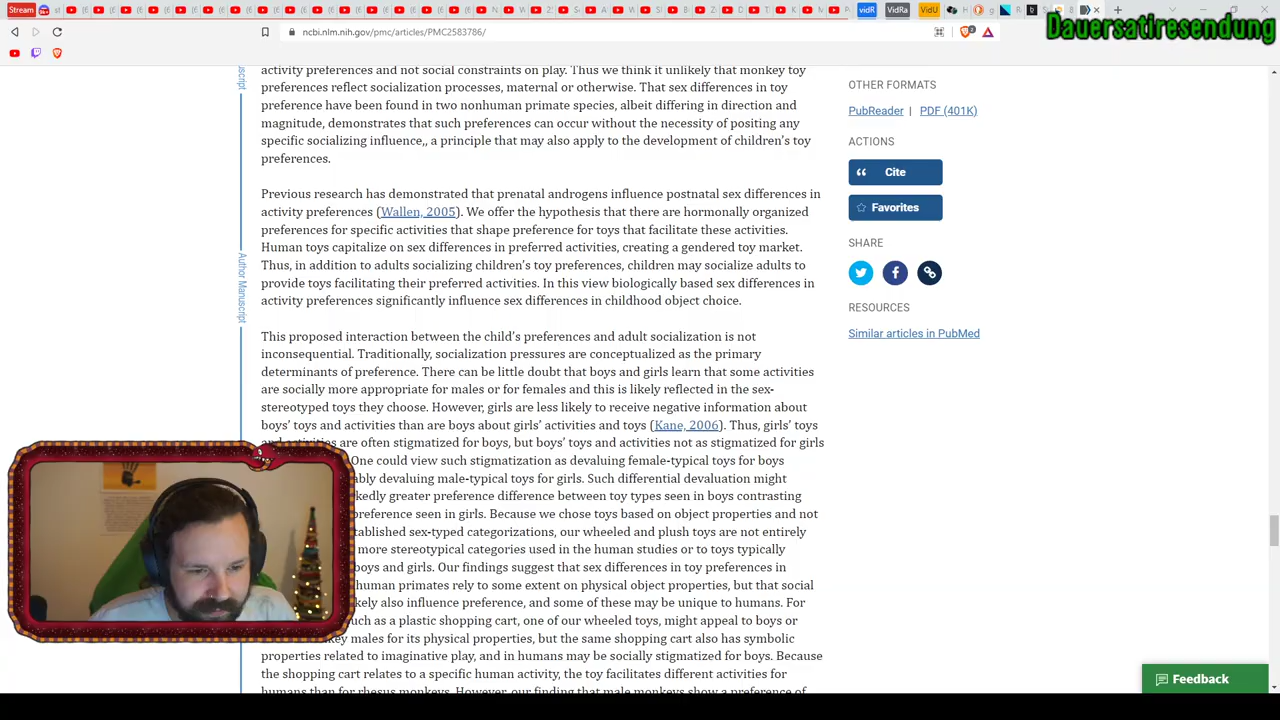 Stream
vidR
VidRa
VidU
Dauersatiresendung
ncbi.nlm.nih.gov/pmc/articles/PMC2583786/
activity preferences and not social constraints on play. Thus we think it unlikely that monkey toy
preferences reflect socialization processes, maternal or otherwise. That sex differences in toy
preference have been found in two nonhuman primate species, albeit differing in direction and
magnitude, demonstrates that such preferences can occur without the necessity of positing any
specific socializing influence,, a principle that may also apply to the development of children's toy
preferences.
Previous research has demonstrated that prenatal androgens influence postnatal sex differences in
activity preferences (Wallen, 2005). We offer the hypothesis that there are hormonally organized
preferences for specific activities that shape preference for toys that facilitate these activities.
Human toys capitalize on sex differences in preferred activities, creating a gendered toy market.
Thus, in addition to adults socializing children's toy preferences, children may socialize adults to
provide toys facilitating their preferred activities. In this view biologically based sex differences in
activity preferences significantly influence sex differences in childhood object choice.
This proposed interaction between the child's preferences and adult socialization is not
inconsequential. Traditionally, socialization pressures are conceptualized as the primary
determinants of preference. There can be little doubt that boys and girls learn that some activities
are socially more appropriate for males or for females and this is likely reflected in the sex-
stereotyped toys they choose. However, girls are less likely to receive negative information about
boys' toys and activities than are boys about girls' activities and toys (Kane, 2006). Thus, girls' toys
and activities are often stigmatized for boys, but boys' toys and activities not as stigmatized for girls
One could view such stigmatization as devaluing female-typical toys for boys
devaluing male-typical toys for girls. Such differential devaluation might
greater preference difference between toy types seen in boys contrasting
preference seen in girls. Because we chose toys based on object properties and not
sex-typed categorizations, our wheeled and plush toys are not entirely
more stereotypical categories used in the human studies or to toys typically
boys and girls. Our findings suggest that sex differences in toy preferences in
human primates rely to some extent on physical object properties, but that social
also influence preference, and some of these may be unique to humans. For
as a plastic shopping cart, one of our wheeled toys, might appeal to boys or
males for its physical properties, but the same shopping cart also has symbolic
properties related to imaginative play, and in humans may be socially stigmatized for boys. Because
the shopping cart relates to a specific human activity, the toy facilitates different activities for
humans than for rhesus monkeys. However, our finding that male monkeys show a preference of
Author Manuscript
OTHER FORMATS
PubReader | PDF (401K)
ACTIONS
Cite
Favorites
SHARE
RESOURCES
Similar articles in PubMed
Feedback